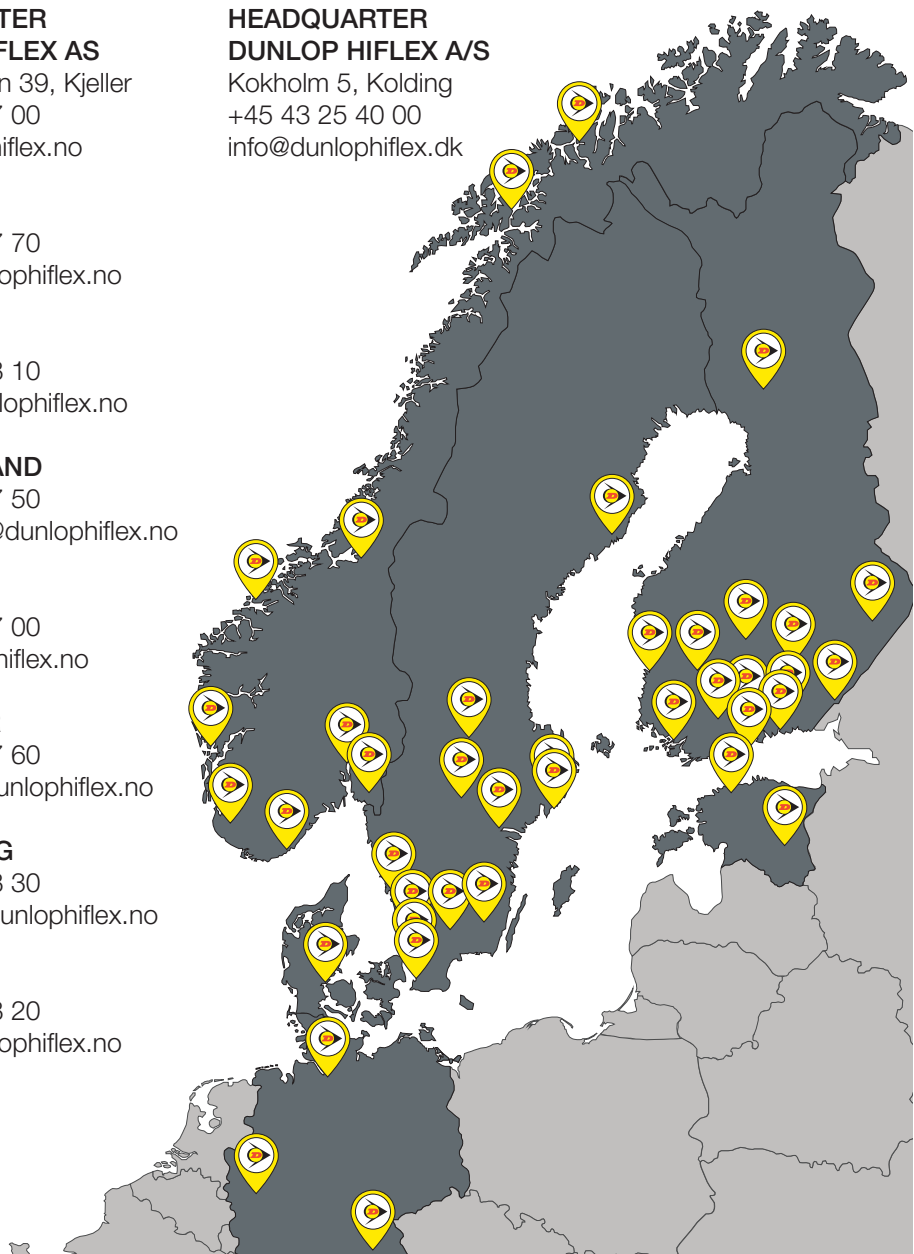 TER
FLEX AS
n 39, Kjeller
7 00
iflex.no
7 70
ophiflex.no
3 10
lophiflex.no
AND
7 50
@dunlophiflex.no
7 00
hiflex.no
7 60
unlophiflex.no
G
3 30
unlophiflex.no
3 20
ophiflex.no
HEADQUARTER
DUNLOP HIFLEX A/S
Kokholm 5, Kolding
+45 43 25 40 00
info@dunlophiflex.dk